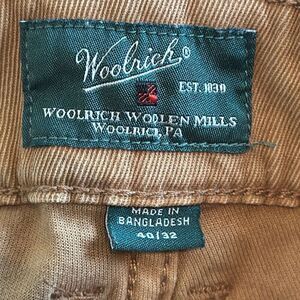 Woolrich®
EST. 1830
WOOLRICH WOOLEN MILLS
WOOLRICH, PA
MADE IN
BANGLADESH
40/32